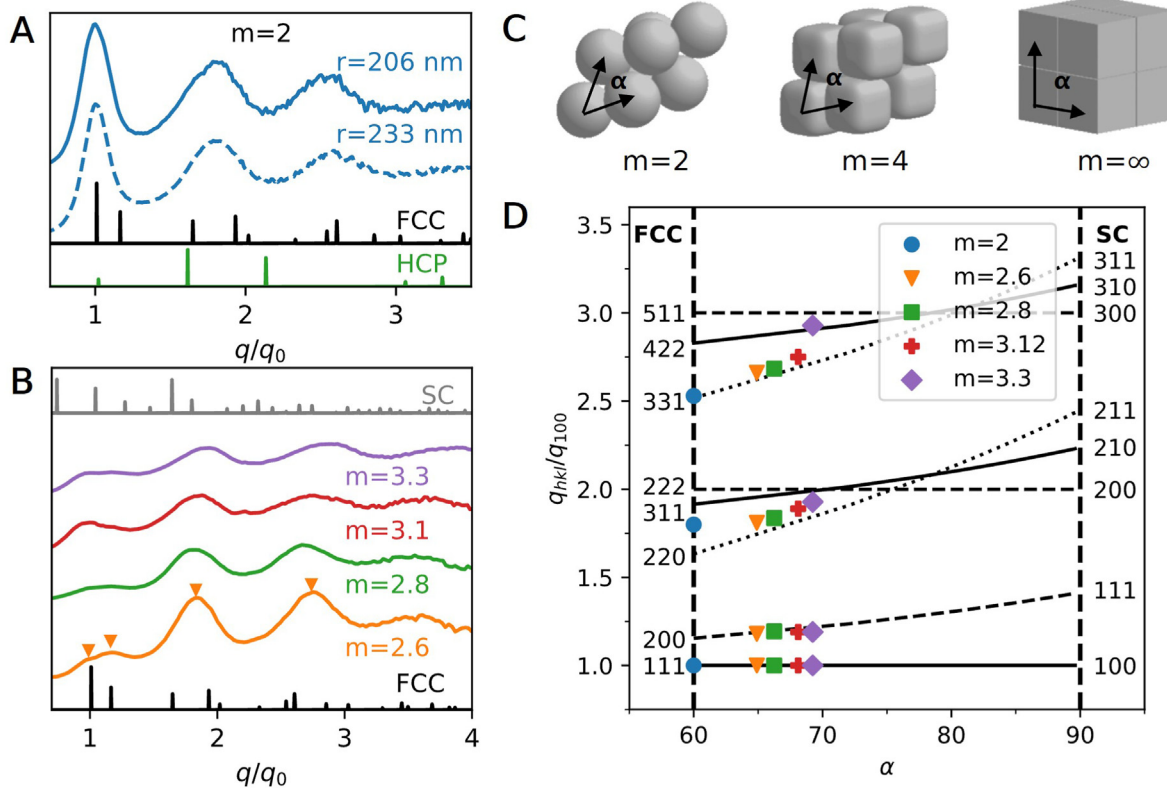 A
m=2
r=206 nm
r=233 nm
FCC
HCP
1
2
3
q/q0
B
SC
m=3.3
m=3.1
m=2.8
m=2.6
FCC
1
2
3
4
q/q0
C
α
α
α
m=2
m=4
m=∞
D
3.5
3.0
2.5
2.0
1.5
1.0
qhkl/q100
FCC
511
422
331
222
311
220
200
111
m=2
m=2.6
m=2.8
m=3.12
m=3.3
SC
311
310
300
211
210
200
111
100
60
70
80
90
α